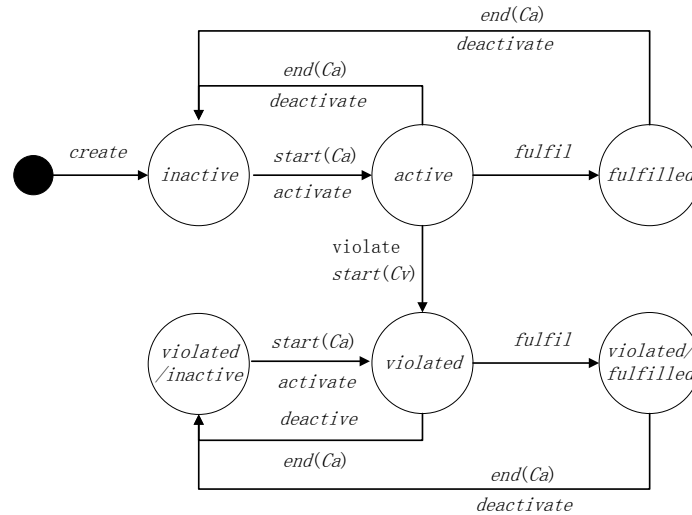 end(Ca)
deactivate
end(Ca)
deactivate
create
inactive
start(Ca)
activate
active
fulfil
fulfilled
violate
start(Cv)
violated
/inactive
start(Ca)
activate
violated
fulfil
violated/
fulfilled
deactive
end(Ca)
end(Ca)
deactivate